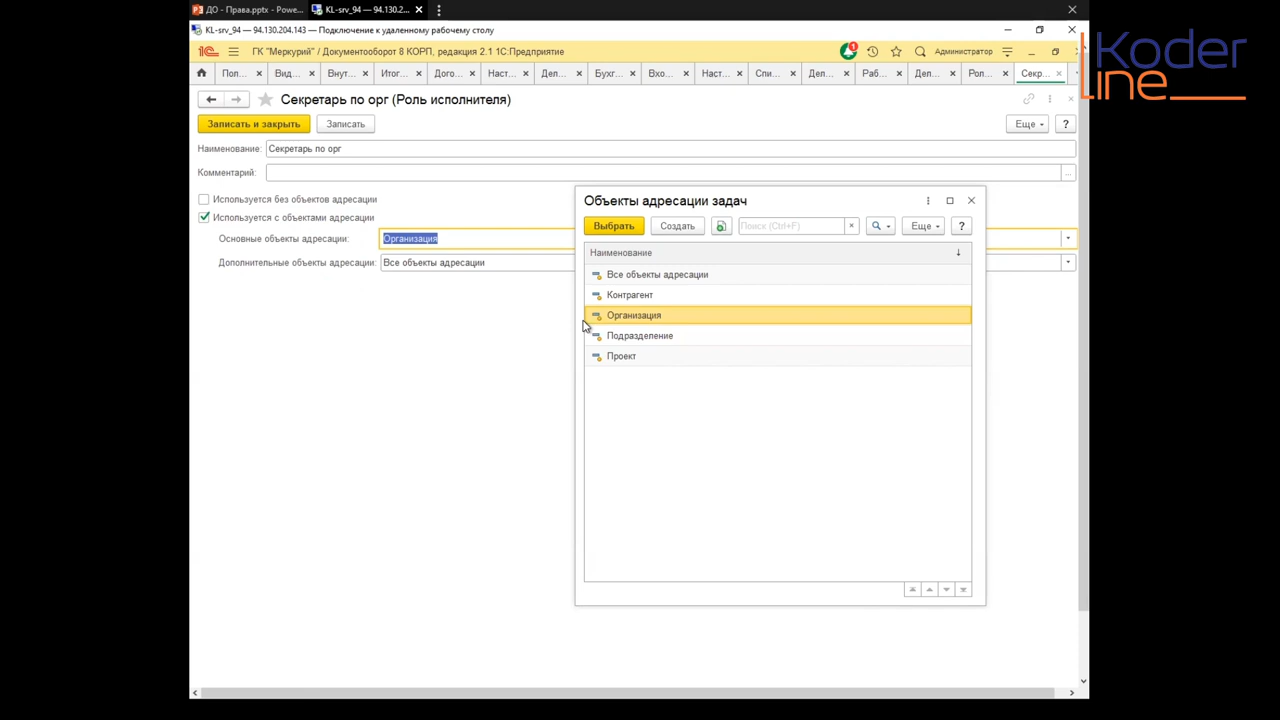 ДО - Права.pptx - Powe...
KL-srv_94 — 94.130.2...
KL-srv_94 — 94.130.204.143 — Подключение к удаленному рабочему столу
Koder
Line
1С
ГК "Меркурий" / Документооборот 8 КОРП, редакция 2.1 1С:Предприятие
1
Администратор
Пол...
Вид...
Внут...
Итог...
Дого...
Наст...
Дел...
Бухг...
Вхо...
Наст...
Спи...
Дел...
Раб...
Дел...
Рол...
Секр...
Секретарь по орг (Роль исполнителя)
Записать и закрыть
Записать
Еще
?
Наименование:
Секретарь по орг
Комментарий:
...
Используется без объектов адресации
Используется с объектами адресации
Основные объекты адресации:
Организация
Дополнительные объекты адресации:
Все объекты адресации
Объекты адресации задач
Выбрать
Создать
Поиск (Ctrl+F)
Еще
?
Наименование
Все объекты адресации
Контрагент
Организация
Подразделение
Проект